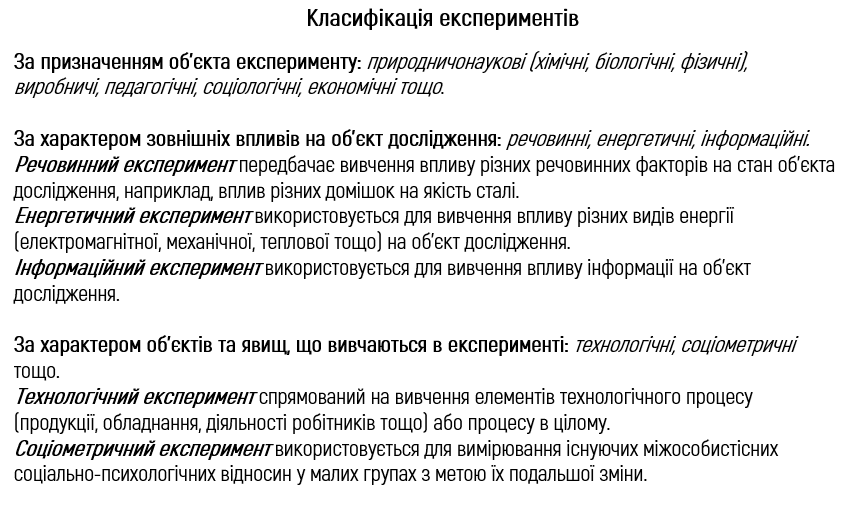 Класифікація експериментів
За призначенням об’єкта експерименту: природничонаукові (хімічні, біологічні, фізичні),
виробничі, педагогічні, соціологічні, економічні тощо.
За характером зовнішніх впливів на об’єкт дослідження: речовинні, енергетичні, інформаційні.
Речовинний експеримент передбачає вивчення впливу різних речовинних факторів на стан об’єкта
дослідження, наприклад, вплив різних домішок на якість сталі.
Енергетичний експеримент використовується для вивчення впливу різних видів енергії
(електромагнітної, механічної, теплової тощо) на об’єкт дослідження.
Інформаційний експеримент використовується для вивчення впливу інформації на об’єкт
дослідження.
За характером об’єктів та явищ, що вивчаються в експерименті: технологічні, соціометричні
тощо.
Технологічний експеримент спрямований на вивчення елементів технологічного процесу
(продукції, обладнання, діяльності робітників тощо) або процесу в цілому.
Соціометричний експеримент використовується для вимірювання існуючих міжособистісних
соціально-психологічних відносин у малих групах з метою їх подальшої зміни.